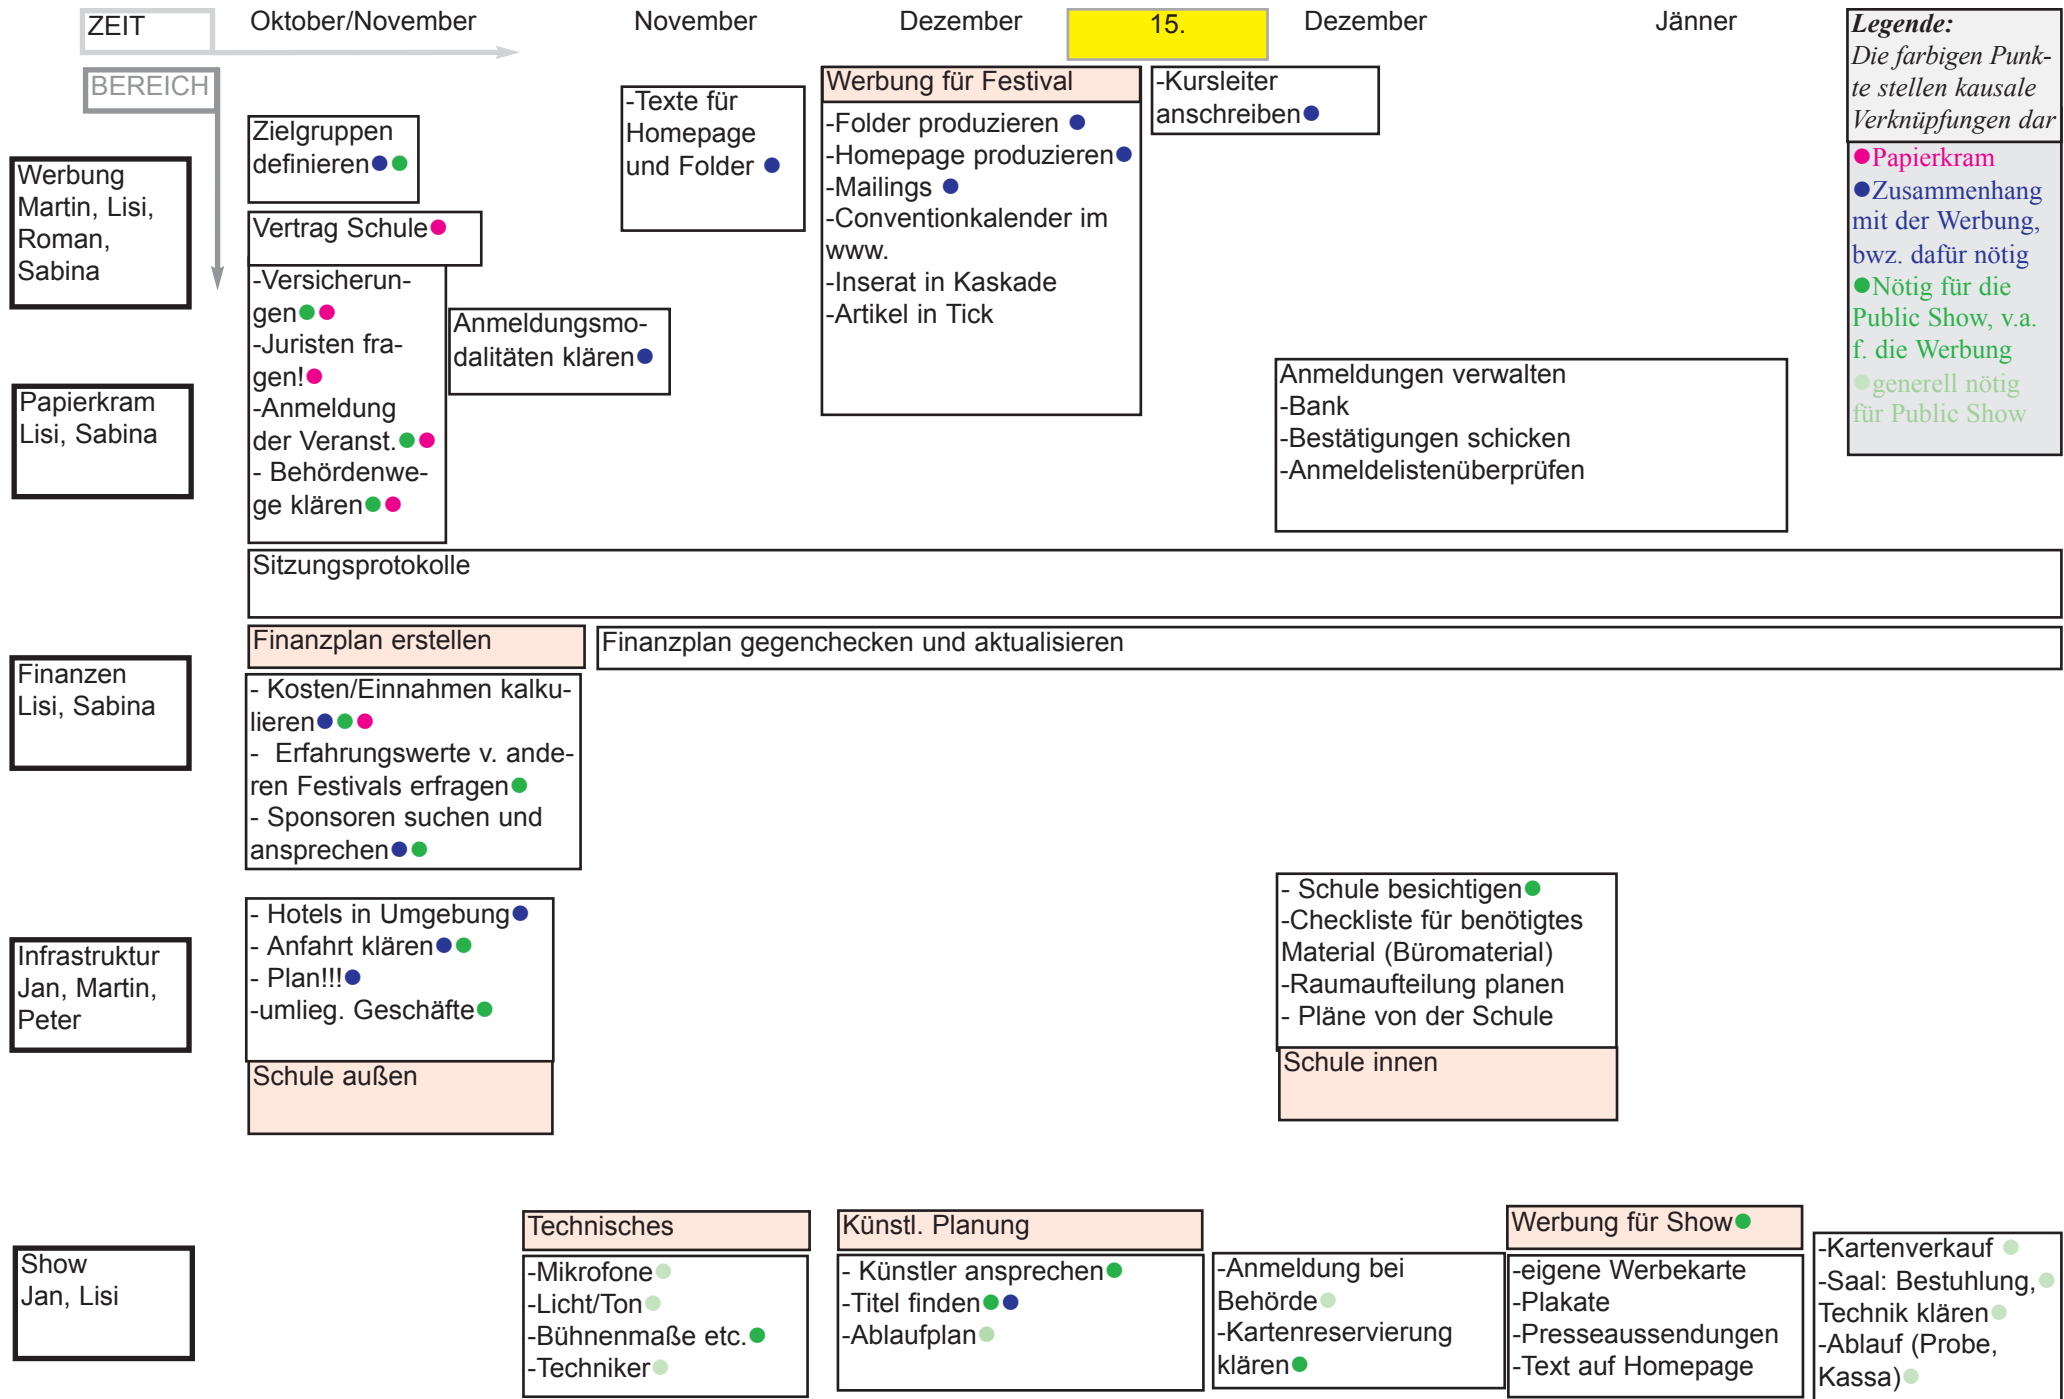 ZEIT
Oktober/November
November
Dezember
15.
Dezember
Jänner
BEREICH
Legende:
Die farbigen Punk-
te stellen kausale
Verknüpfungen dar
Papierkram
Zusammenhang
mit der Werbung,
bwz. dafür nötig
Nötig für die
Public Show, v.a.
f. die Werbung
generell nötig
für Public Show
Werbung
Martin, Lisi,
Roman,
Sabina
Zielgruppen
definieren
Vertrag Schule
-Texte für
Homepage
und Folder
Werbung für Festival
-Folder produzieren
-Homepage produzieren
-Mailings
-Conventionkalender im
www.
-Inserat in Kaskade
-Artikel in Tick
-Kursleiter
anschreiben
Papierkram
Lisi, Sabina
-Versicherun-
gen
-Juristen fra-
gen!
-Anmeldung
der Veranst.
- Behördenwe-
ge klären
Anmeldungsmo-
dalitäten klären
Anmeldungen verwalten
-Bank
-Bestätigungen schicken
-Anmeldelistenüberprüfen
Sitzungsprotokolle
Finanzen
Lisi, Sabina
Finanzplan erstellen
Finanzplan gegenchecken und aktualisieren
- Kosten/Einnahmen kalku-
lieren
- Erfahrungswerte v. ande-
ren Festivals erfragen
- Sponsoren suchen und
ansprechen
Infrastruktur
Jan, Martin,
Peter
- Hotels in Umgebung
- Anfahrt klären
- Plan!!!
-umlieg. Geschäfte
Schule außen
- Schule besichtigen
-Checkliste für benötigtes
Material (Büromaterial)
-Raumaufteilung planen
- Pläne von der Schule
Schule innen
Show
Jan, Lisi
Technisches
-Mikrofone
-Licht/Ton
-Bühnenmaße etc.
-Techniker
Künstl. Planung
- Künstler ansprechen
-Titel finden
-Ablaufplan
-Anmeldung bei
Behörde
-Kartenreservierung
klären
Werbung für Show
-eigene Werbekarte
-Plakate
-Presseaussendungen
-Text auf Homepage
-Kartenverkauf
-Saal: Bestuhlung,
Technik klären
-Ablauf (Probe,
Kassa)